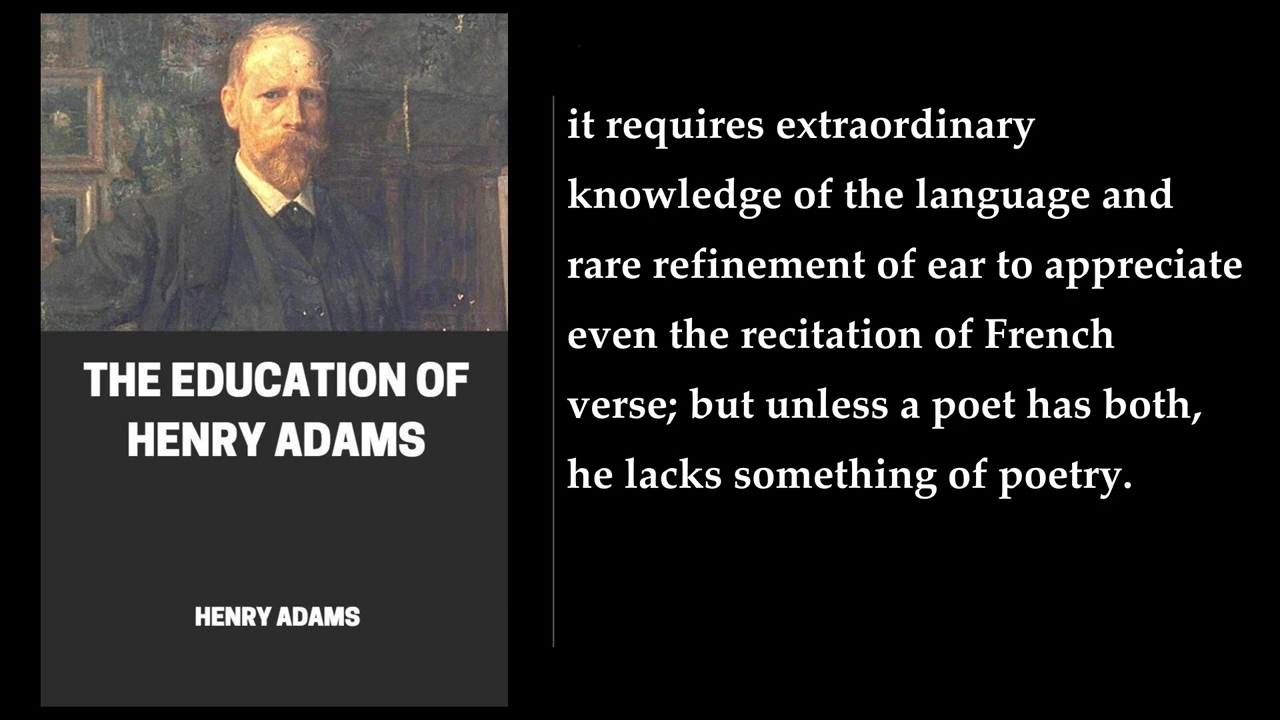 THE EDUCATION OF
HENRY ADAMS
HENRY ADAMS
it requires extraordinary
knowledge of the language and
rare refinement of ear to appreciate
even the recitation of French
verse; but unless a poet has both,
he lacks something of poetry.